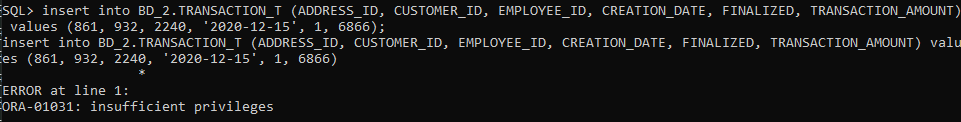 SQL> insert into BD_2.TRANSACTION_T (ADDRESS_ID, CUSTOMER_ID, EMPLOYEE_ID, CREATION_DATE, FINALIZED, TRANSACTION_AMOUNT)
values (861, 932, 2240, '2020-12-15', 1, 6866);
insert into BD_2.TRANSACTION_T (ADDRESS_ID, CUSTOMER_ID, EMPLOYEE_ID, CREATION_DATE, FINALIZED, TRANSACTION_AMOUNT) valu
es (861, 932, 2240, '2020-12-15', 1, 6866)
*
ERROR at line 1:
ORA-01031: insufficient privileges